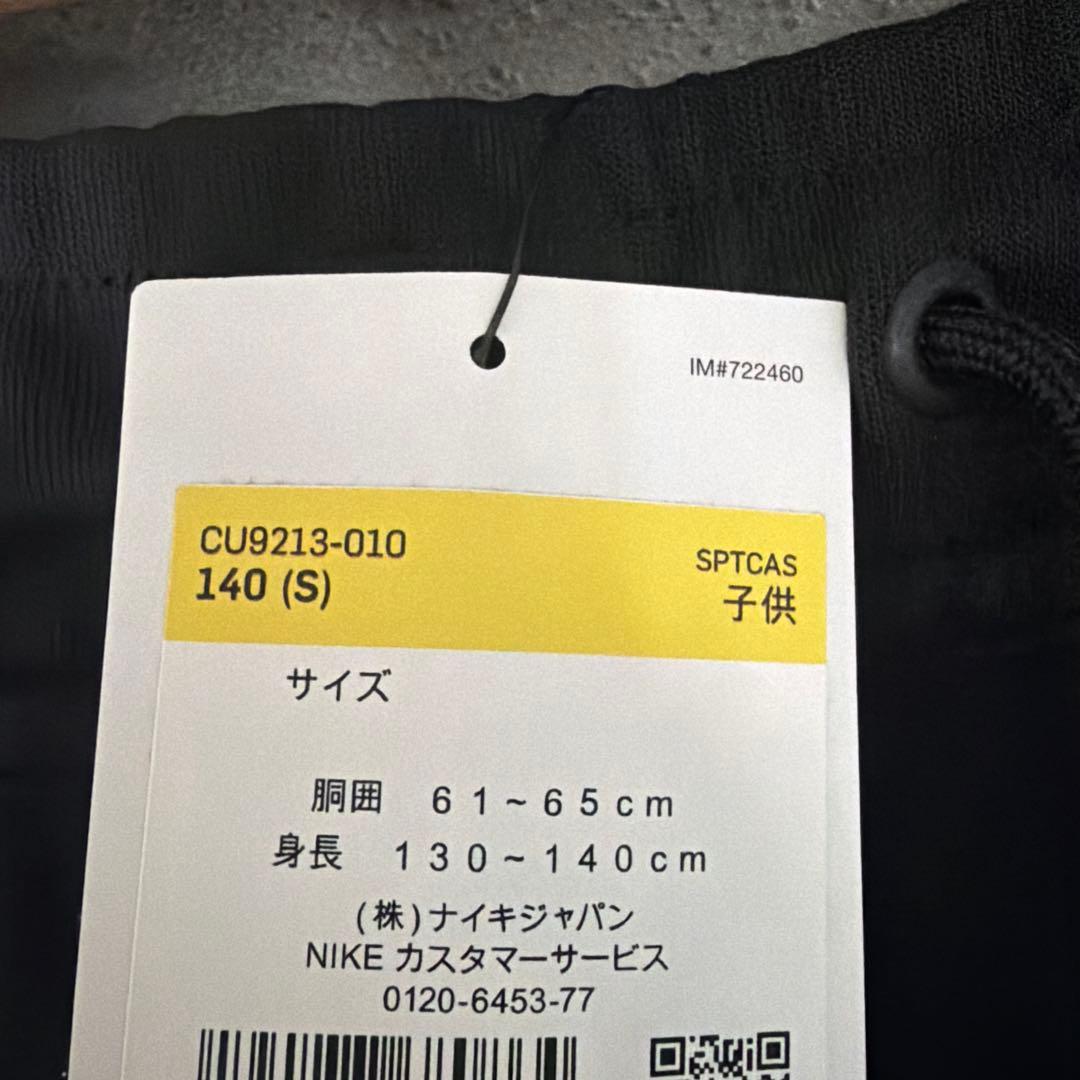 IM#722460
CU9213-010
SPTCAS
140 (S)
子供
サイズ
胴囲 61~65cm
身長 130~140cm
(株)ナイキジャパン
NIKE カスタマーサービス
0120-6453-77